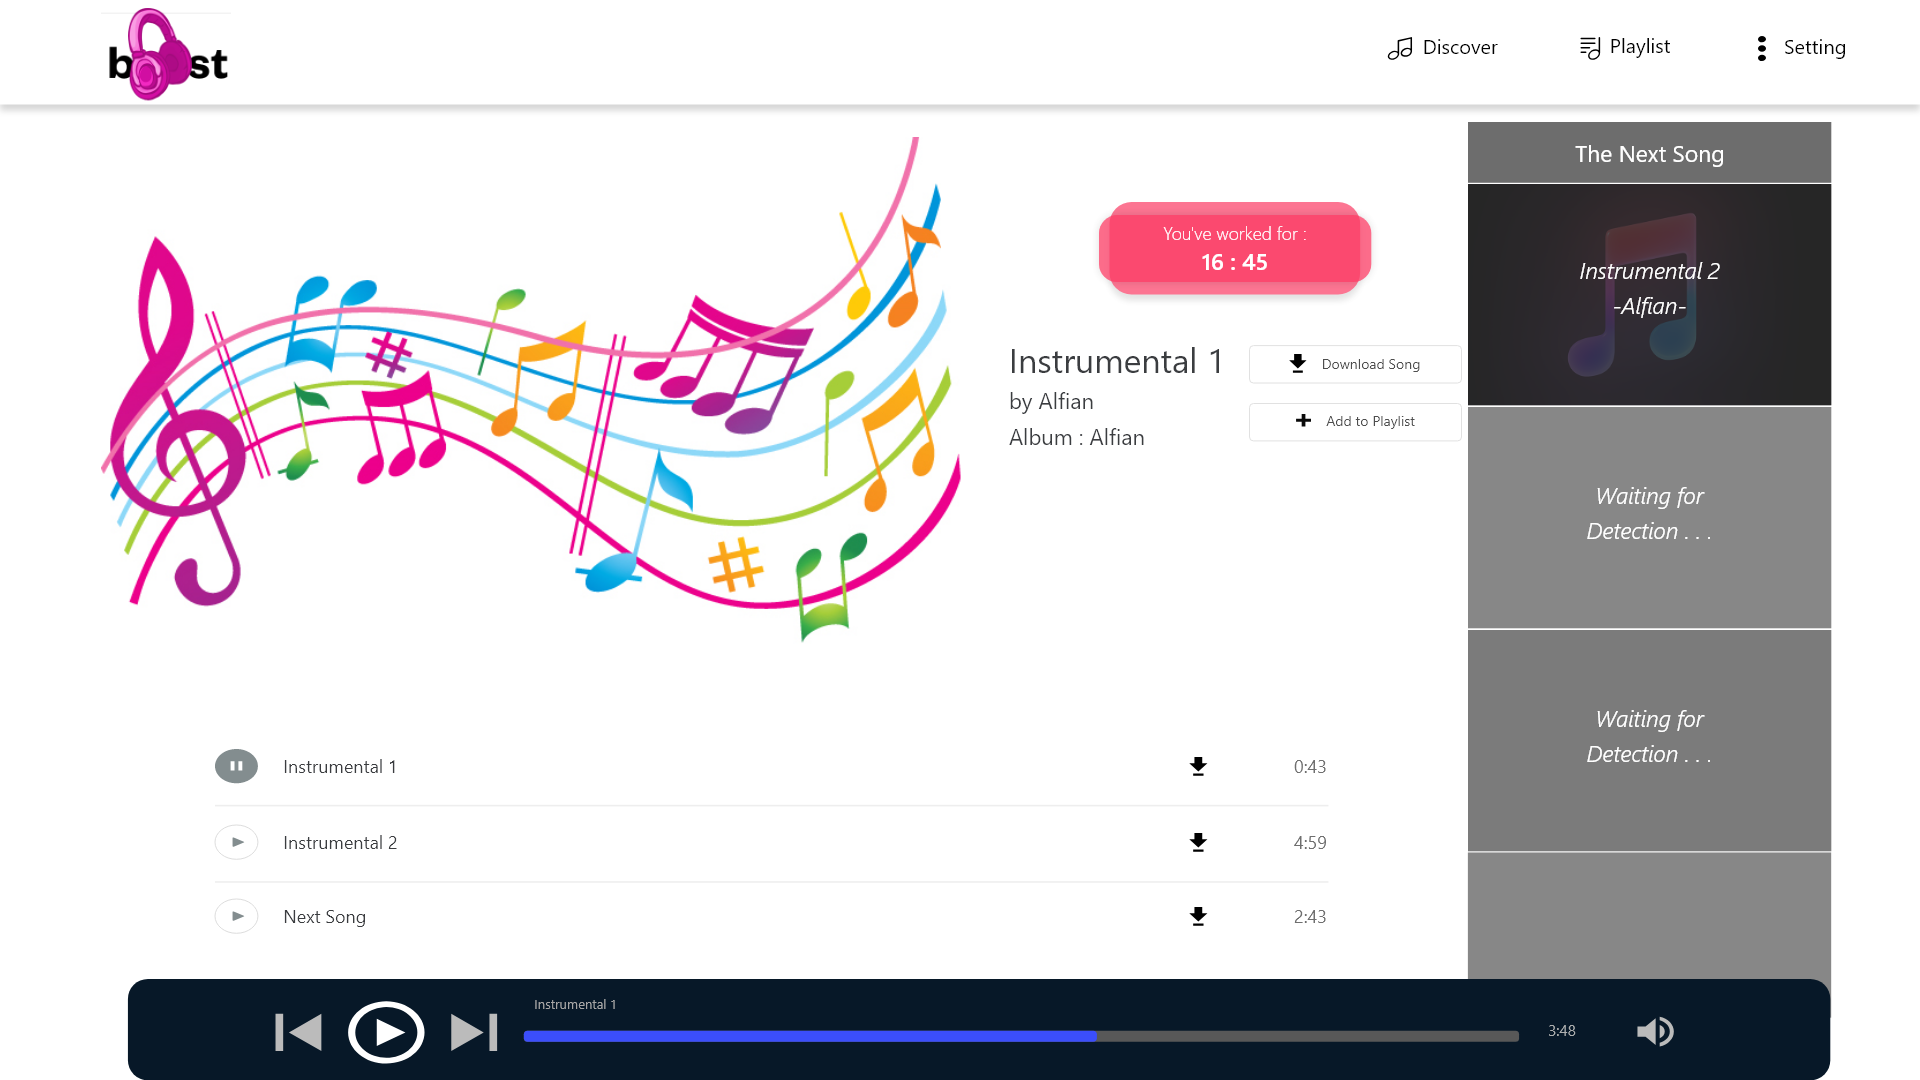 boost
Discover
Playlist
Setting
You've worked for :
16 : 45
Instrumental 1
by Alfian
Album : Alfian
Download Song
Add to Playlist
The Next Song
Instrumental 2
-Alfian-
Waiting for
Detection . . .
Waiting for
Detection . . .
Instrumental 1
0:43
Instrumental 2
4:59
Next Song
2:43
Instrumental 1
3:48